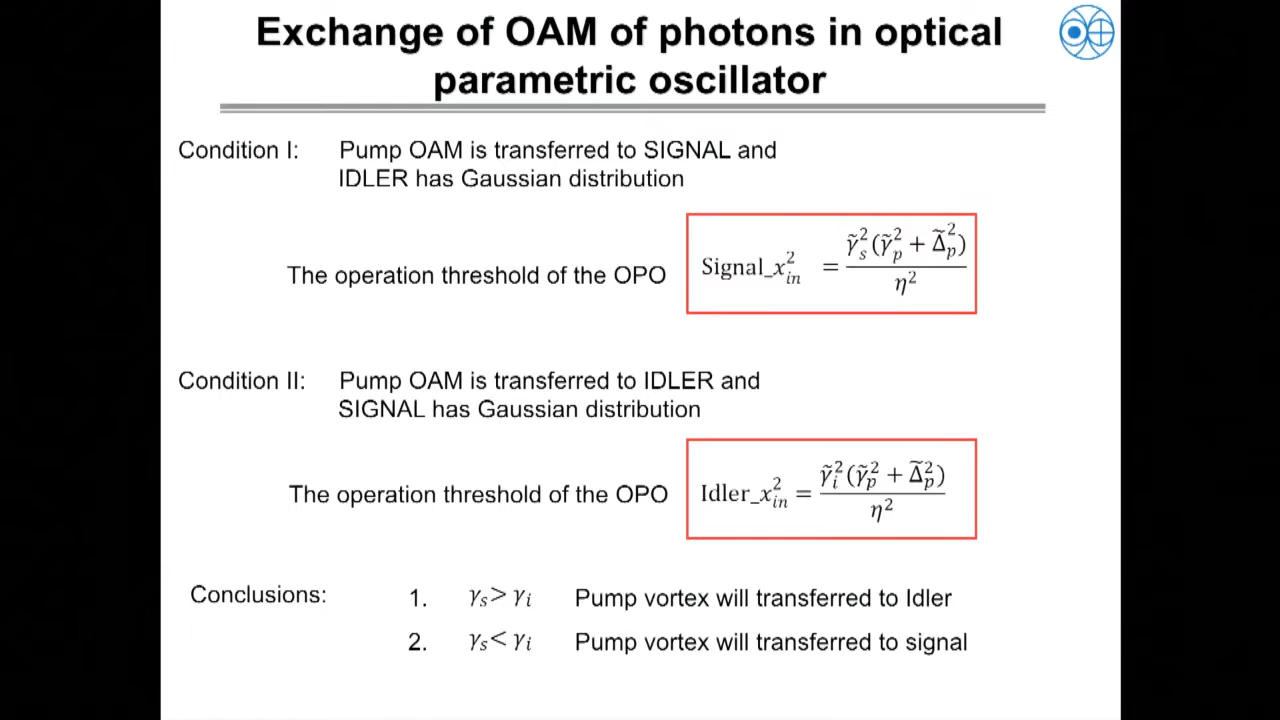 Exchange of OAM of photons in optical
parametric oscillator
Condition I: Pump OAM is transferred to SIGNAL and
IDLER has Gaussian distribution
The operation threshold of the OPO Signal_x²ᵢₙ = γ̃ₛ²(γ̃ₚ² + Δ̃ₚ²) / η²
Condition II: Pump OAM is transferred to IDLER and
SIGNAL has Gaussian distribution
The operation threshold of the OPO Idler_x²ᵢₙ = γ̃ᵢ²(γ̃ₚ² + Δ̃ₚ²) / η²
Conclusions: 1. γₛ> γᵢ Pump vortex will transferred to Idler
2. γₛ< γᵢ Pump vortex will transferred to signal